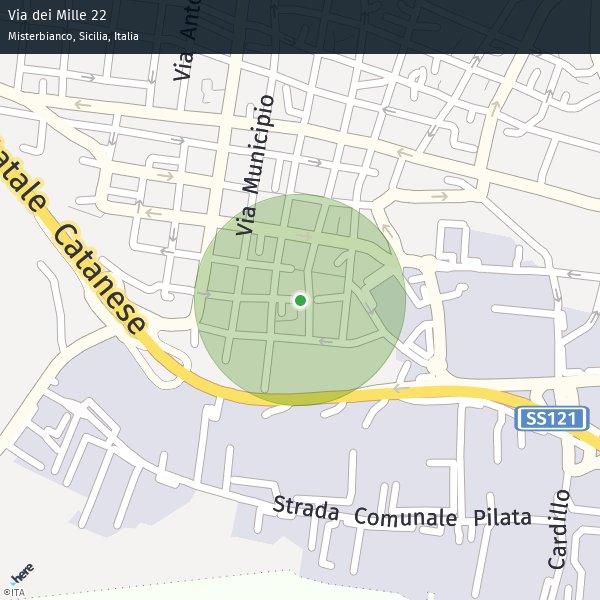 Via dei Mille 22
Misterbianco, Sicilia, Italia
Via Anto
Via Municipio
atale Catanese
SS121
Strada Comunale Pilata
Cardillo
here
©ITA